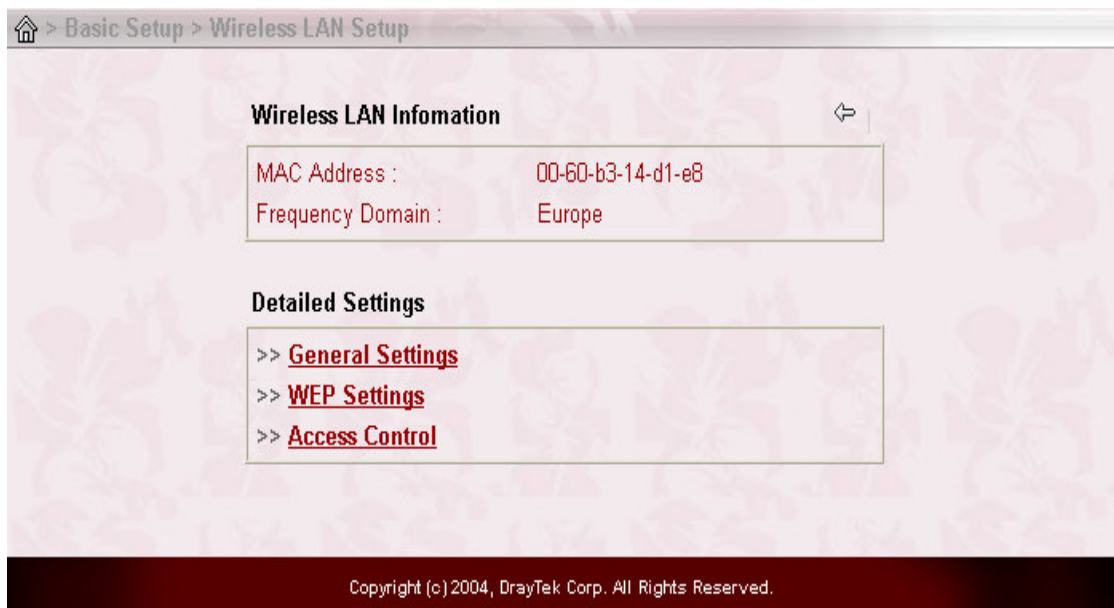 > Basic Setup > Wireless LAN Setup
Wireless LAN Infomation
MAC Address : 00-60-b3-14-d1-e8
Frequency Domain : Europe
Detailed Settings
>> General Settings
>> WEP Settings
>> Access Control
Copyright (c) 2004, DrayTek Corp. All Rights Reserved.